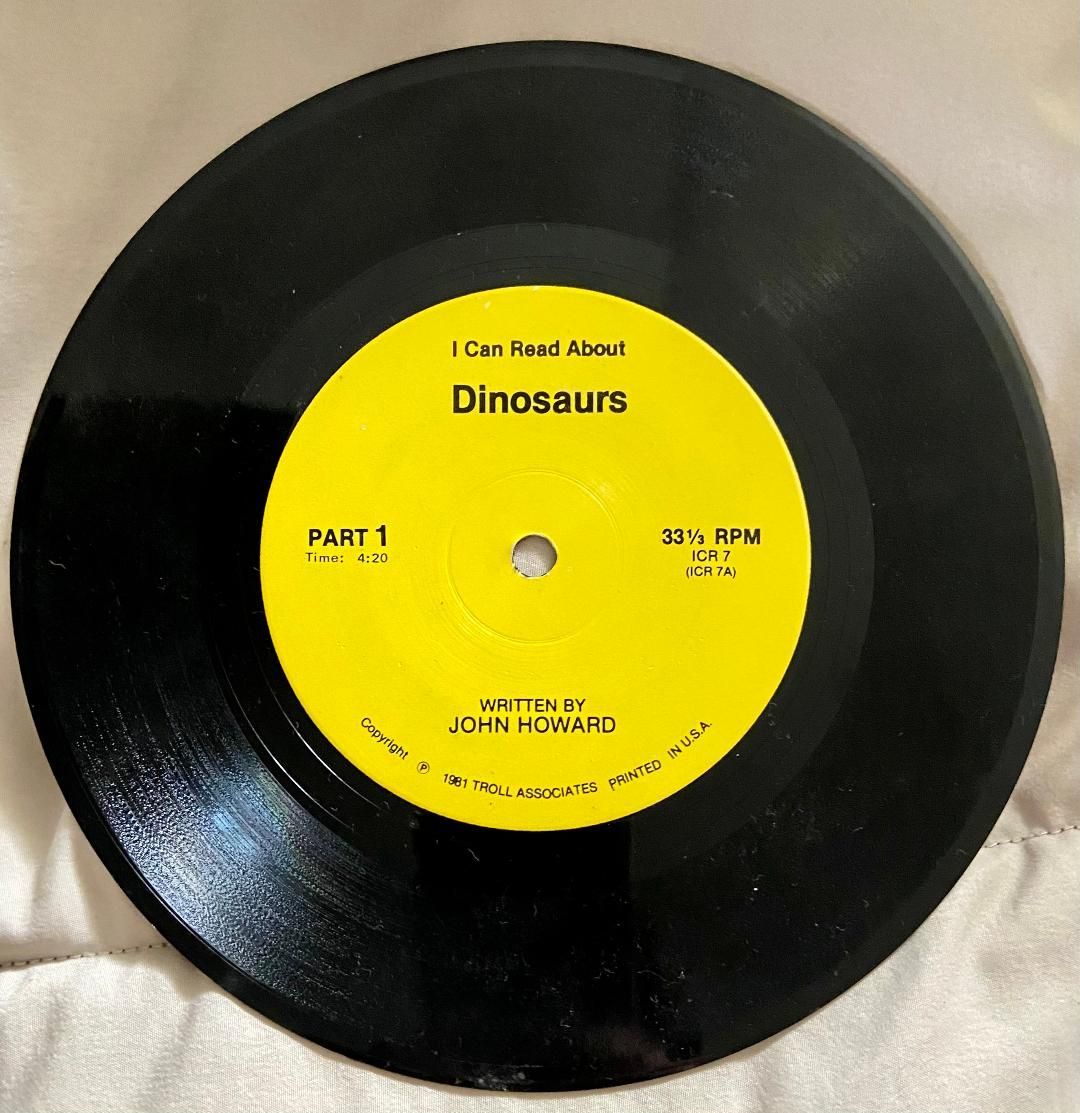 I Can Read About
Dinosaurs
PART 1
Time: 4:20
33⅓ RPM
ICR 7
(ICR 7A)
WRITTEN BY
JOHN HOWARD
Copyright ℗ 1981 TROLL ASSOCIATES PRINTED IN U.S.A.